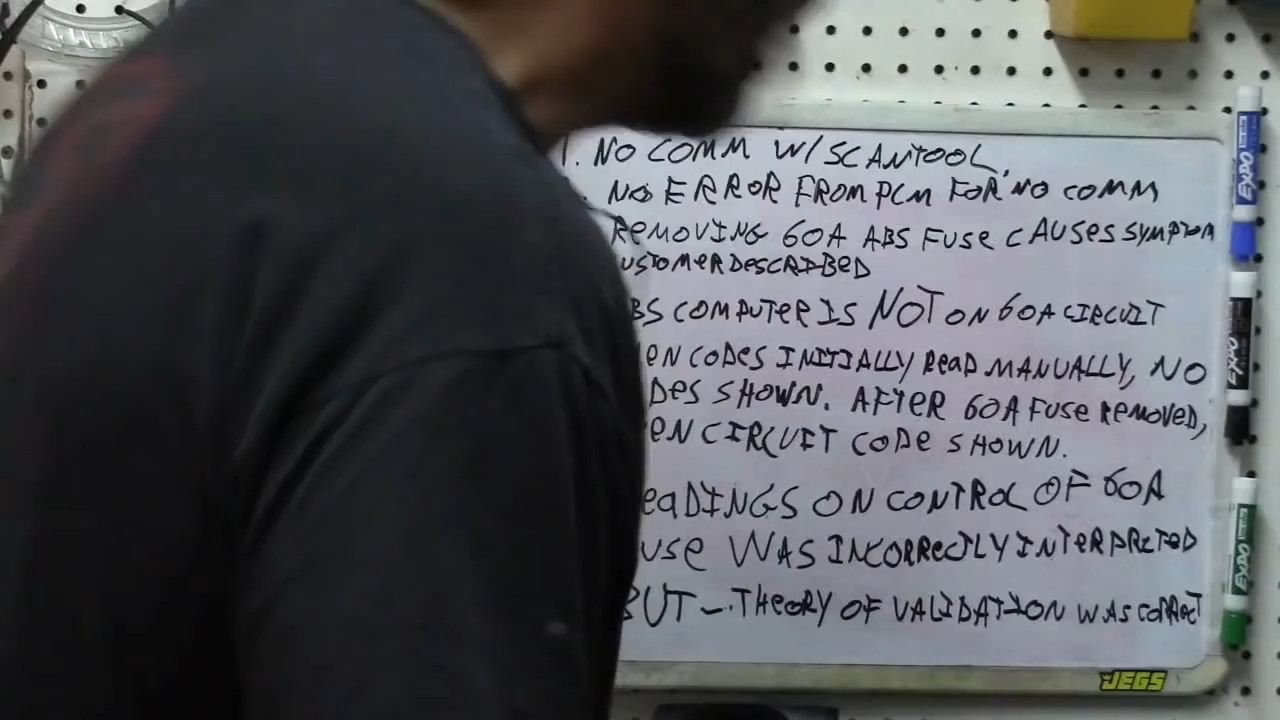 1. NO COMM W/ SCANTOOL.
NO ERROR FROM PCM FOR NO COMM
REMOVING 60A ABS FUSE CAUSES SYMPTOM
USTOMER DESCRIBED
BS COMPUTER IS NOT ON 60A CIRCUIT
EN CODES INITIALLY READ MANUALLY, NO
DES SHOWN. AFTER 60A FUSE REMOVED,
EN CIRCUIT CODE SHOWN.
EADINGS ON CONTROL OF 60A
USE WAS INCORRECTLY INTERPRETED
BUT - THEORY OF VALIDATION WAS CORRECT
JEGS
EXPO
EXPO
EXPO